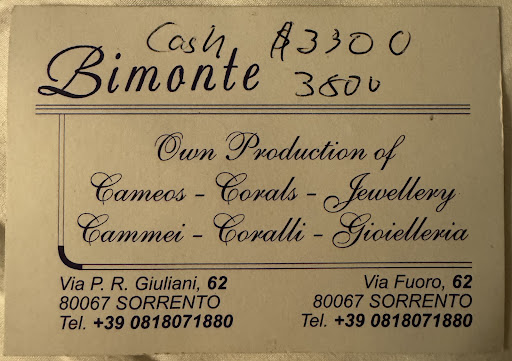 Cash $3300
Bimonte 3800
Own Production of
Cameos - Corals - Jewellery
Cammei - Coralli - Gioielleria
Via P. R. Giuliani, 62
80067 SORRENTO
Tel. +39 0818071880
Via Fuoro, 62
80067 SORRENTO
Tel. +39 0818071880